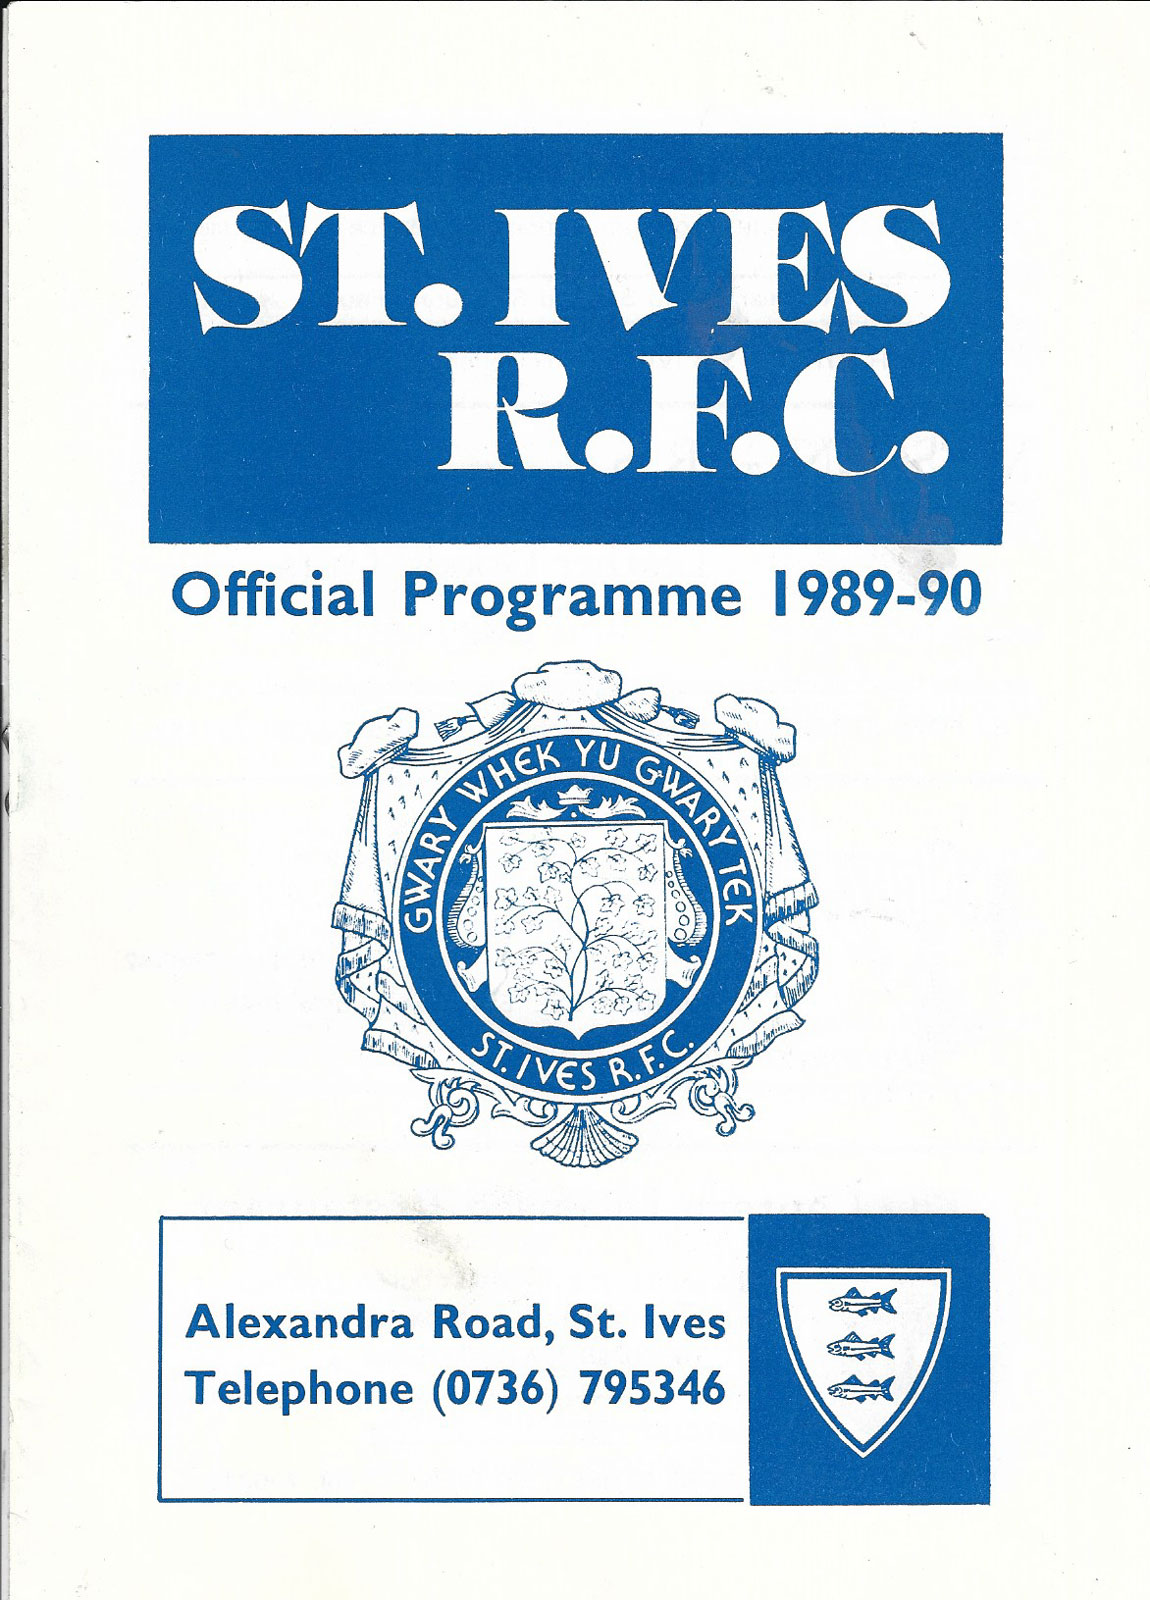 ST. IVES
R.F.C.
Official Programme 1989-90
GWARY WHEK YU GWARY TEK
ST. IVES R.F.C.
Alexandra Road, St. Ives
Telephone (0736) 795346